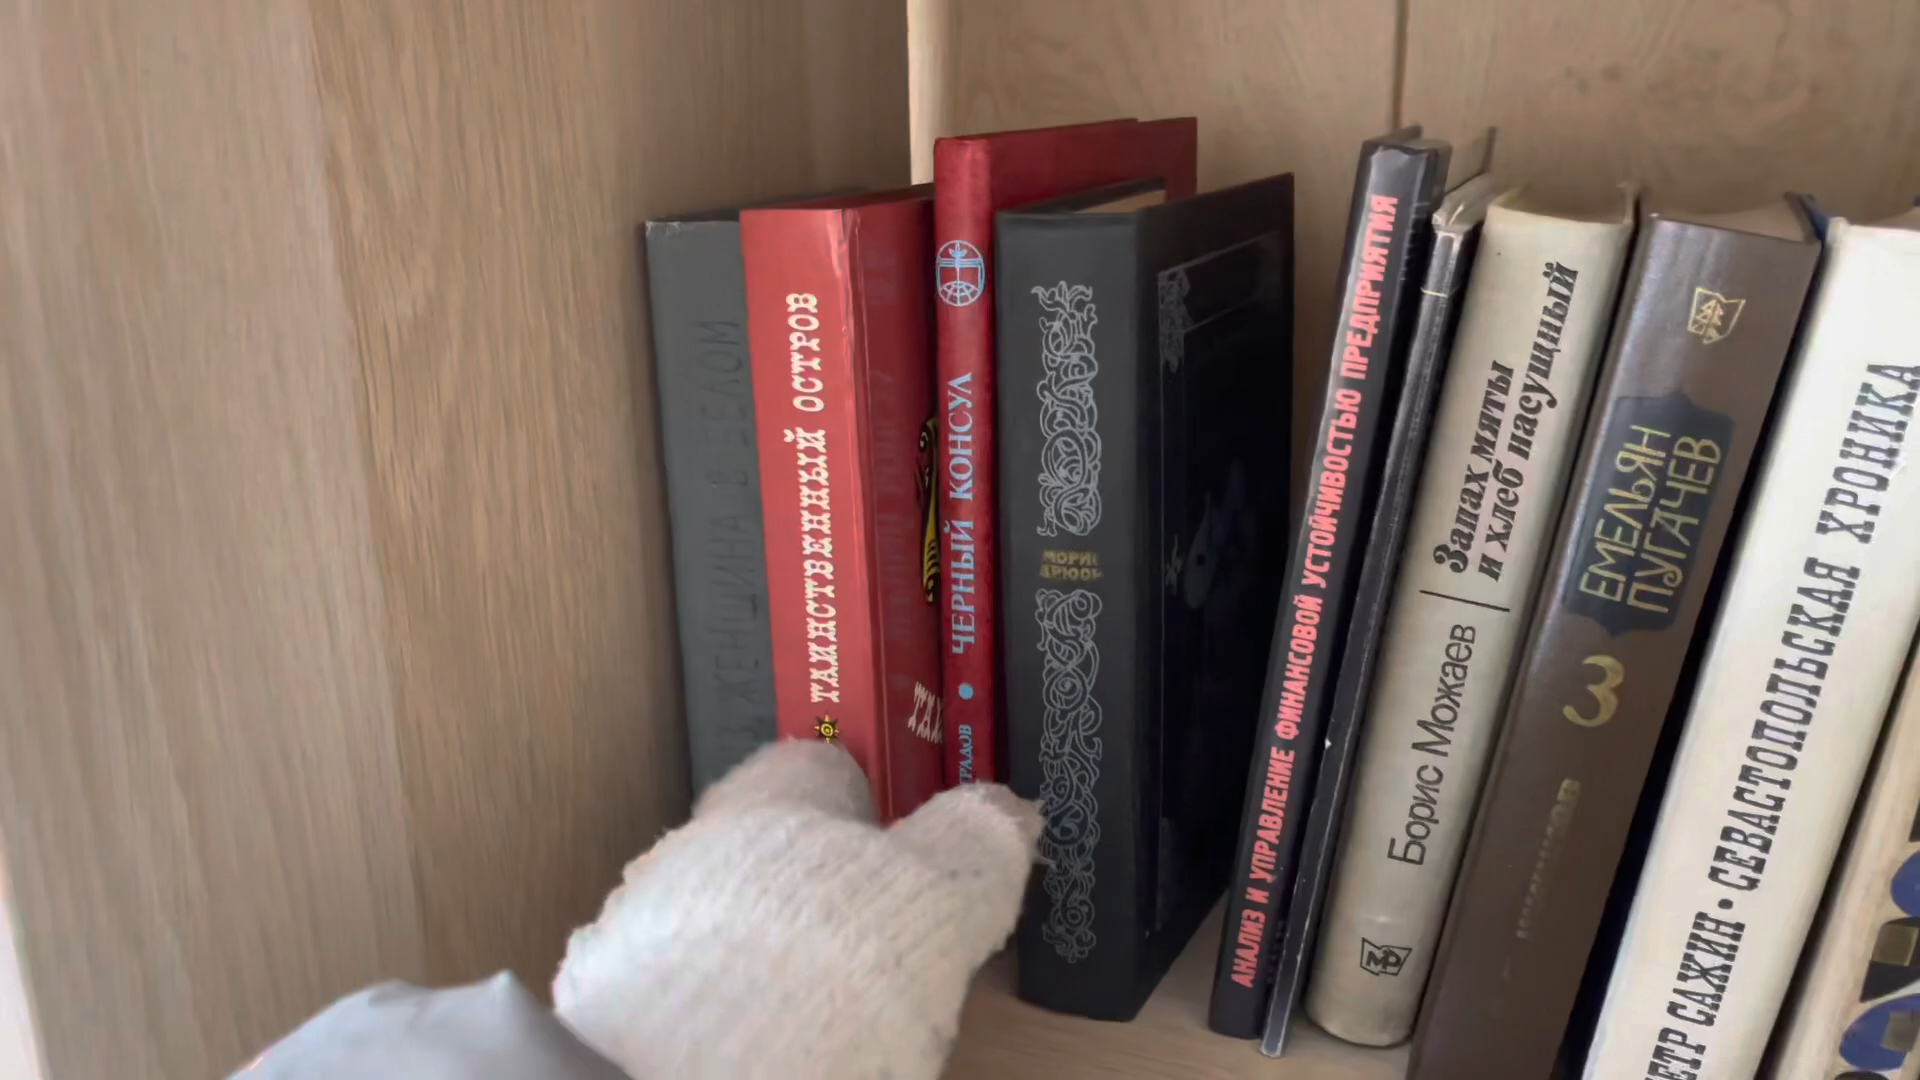 ЖЕНЩИНА В БЕЛОМ
ТАИНСТВЕННЫЙ ОСТРОВ
ЧЕРНЫЙ КОНСУЛ
МОРИС
ДРЮОН
АНАЛИЗ И УПРАВЛЕНИЕ ФИНАНСОВОЙ УСТОЙЧИВОСТЬЮ ПРЕДПРИЯТИЯ
Борис Можаев
Запах мяты
и хлеб насущный
ЕМЕЛЬЯН
ПУГАЧЕВ
3
ЕТР САЖИН • СЕВАСТОПОЛЬСКАЯ ХРОНИКА